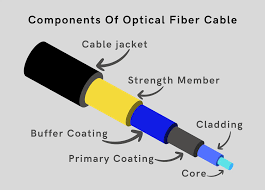 Components Of Optical Fiber Cable
Cable jacket
Strength Member
Buffer Coating
Cladding
Primary Coating
Core